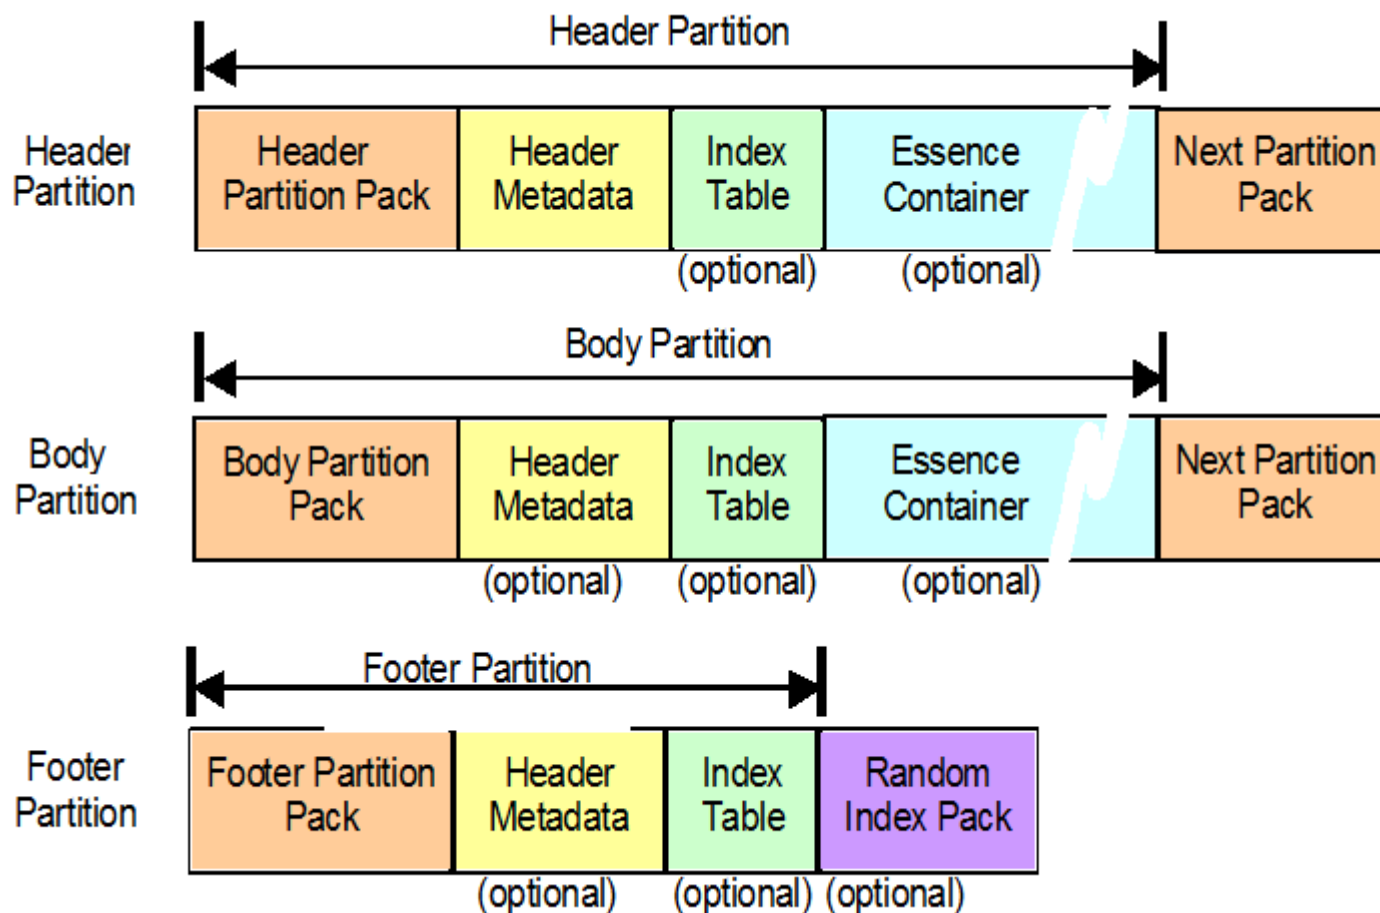 Header Partition
Header
Partition
Header
Partition Pack
Header
Metadata
Index
Table
Essence
Container
Next Partition
Pack
(optional)
(optional)
Body Partition
Body
Partition
Body Partition
Pack
Header
Metadata
Index
Table
Essence
Container
Next Partition
Pack
(optional)
(optional)
(optional)
Footer Partition
Footer
Partition
Footer Partition
Pack
Header
Metadata
Index
Table
Random
Index Pack
(optional)
(optional)
(optional)